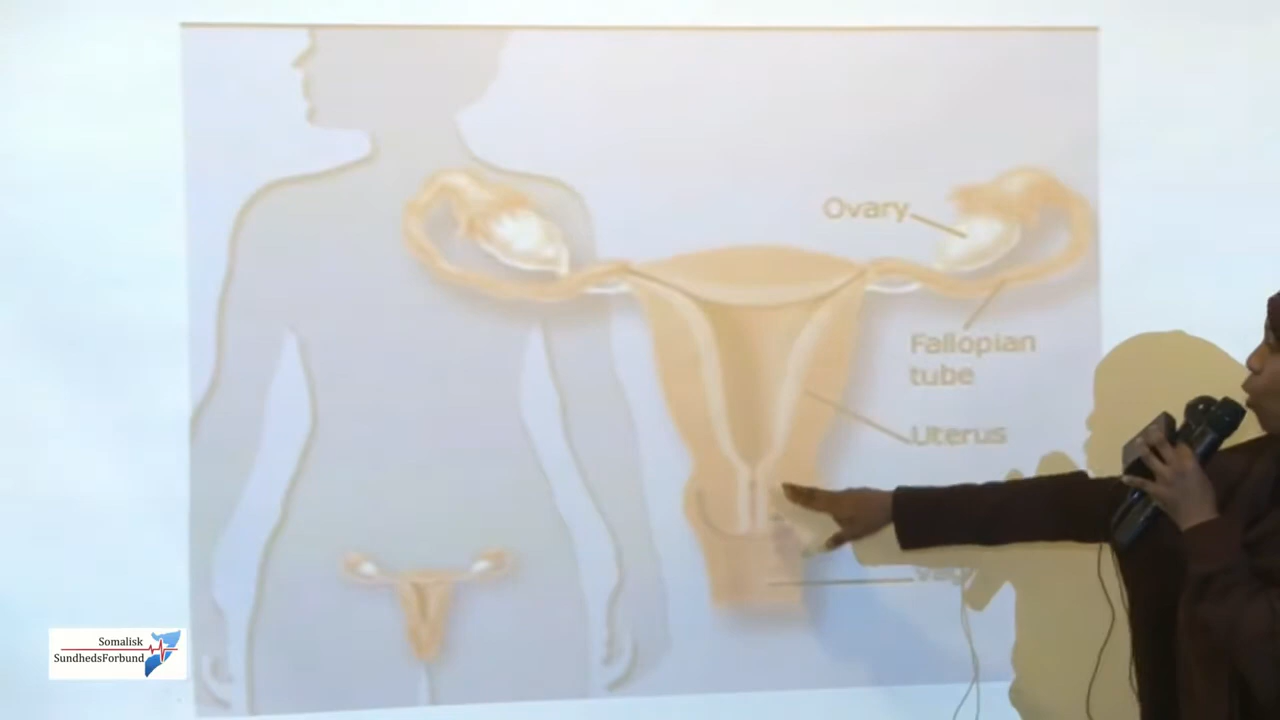 Ovary
Fallopian
tube
Uterus
Somalisk
SundhedsForbund